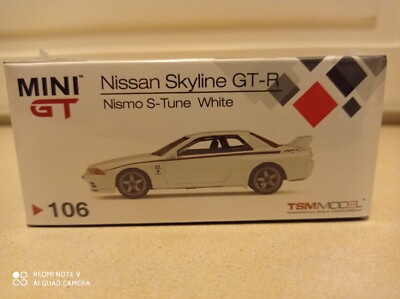 MINI
GT
Nissan Skyline GT-R
Nismo S-Tune White
106
TSMMODEL
REDMI NOTE 9
AI QUAD CAMERA